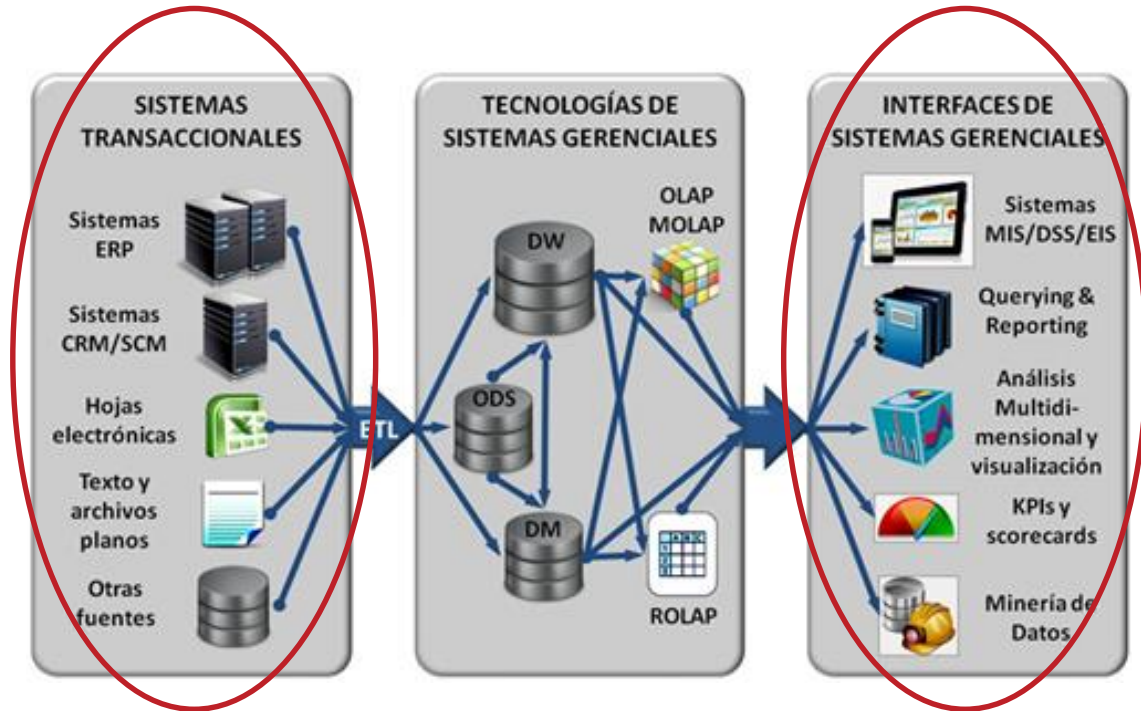 SISTEMAS
TRANSACCIONALES
Sistemas
ERP
Sistemas
CRM/SCM
Hojas
electrónicas
Texto y
archivos
planos
Otras
fuentes
ETL
TECNOLOGÍAS DE
SISTEMAS GERENCIALES
OLAP
MOLAP
DW
ODS
DM
ROLAP
INTERFACES DE
SISTEMAS GERENCIALES
Sistemas
MIS/DSS/EIS
Querying &
Reporting
Análisis
Multidi-
mensional y
visualización
KPIs y
scorecards
Minería de
Datos